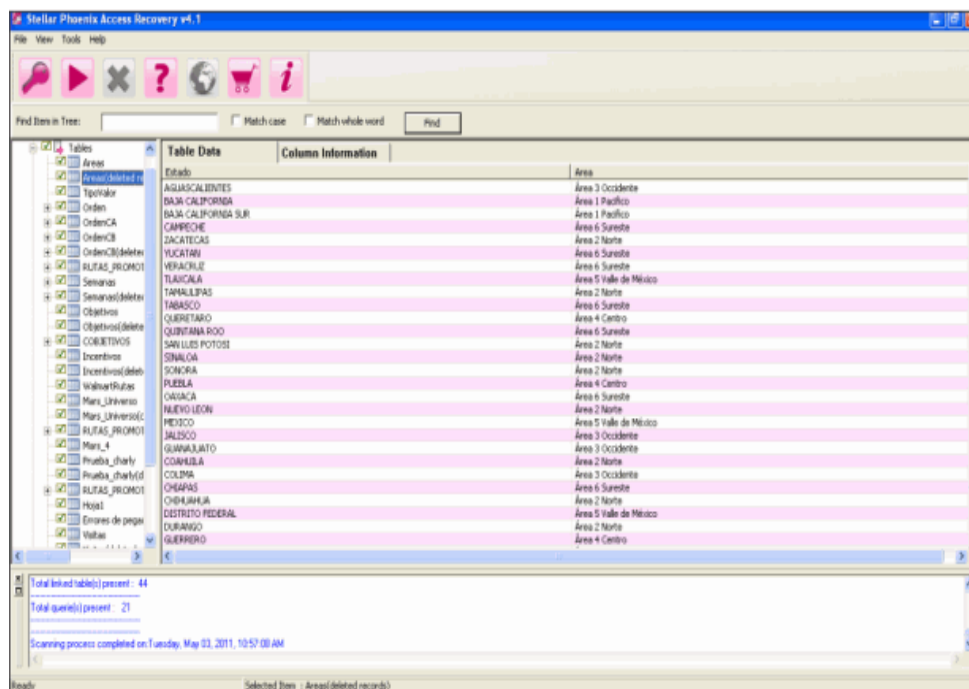 Stellar Phoenix Access Recovery v4.1
File View Tools Help
Find Item in Tree: Match case Match whole word Find
Tables
Areas
Areas(deleted re
TipoValor
Orden
OrdenCA
OrdenCB
OrdenCB(deleted
RUTAS_PROMOT
Semanas
Semanas(delete
Objetivos
Objetivos(delete
COBJETIVOS
Incentivos
Incentivos(delet
WalmartRutas
Mars_Universo
Mars_Universo(c
RUTAS_PROMOT
Mars_4
Prueba_charly
Prueba_charly(d
RUTAS_PROMOT
Hoja1
Errores de pega
Visitas
Table Data Column Information
Estado Area
AGUASCALIENTES Área 3 Occidente
BAJA CALIFORNIA Área 1 Pacifico
BAJA CALIFORNIA SUR Área 1 Pacifico
CAMPECHE Área 6 Sureste
ZACATECAS Área 2 Norte
YUCATAN Área 6 Sureste
VERACRUZ Área 6 Sureste
TLAXCALA Área 5 Valle de México
TAMAULIPAS Área 2 Norte
TABASCO Área 6 Sureste
QUERETARO Área 4 Centro
QUINTANA ROO Área 6 Sureste
SAN LUIS POTOSI Área 2 Norte
SINALOA Área 2 Norte
SONORA Área 2 Norte
PUEBLA Área 4 Centro
OAXACA Área 6 Sureste
NUEVO LEON Área 2 Norte
MEXICO Área 5 Valle de México
JALISCO Área 3 Occidente
GUANAJUATO Área 3 Occidente
COAHUILA Área 2 Norte
COLIMA Área 3 Occidente
CHIAPAS Área 6 Sureste
CHIHUAHUA Área 2 Norte
DISTRITO FEDERAL Área 5 Valle de México
DURANGO Área 2 Norte
GUERRERO Área 4 Centro
Total linked table(s) present : 44
Total querie(s) present : 21
Scanning process completed on:Tuesday, May 03, 2011, 10:57:08 AM
Ready Selected Item : Areas(deleted records)